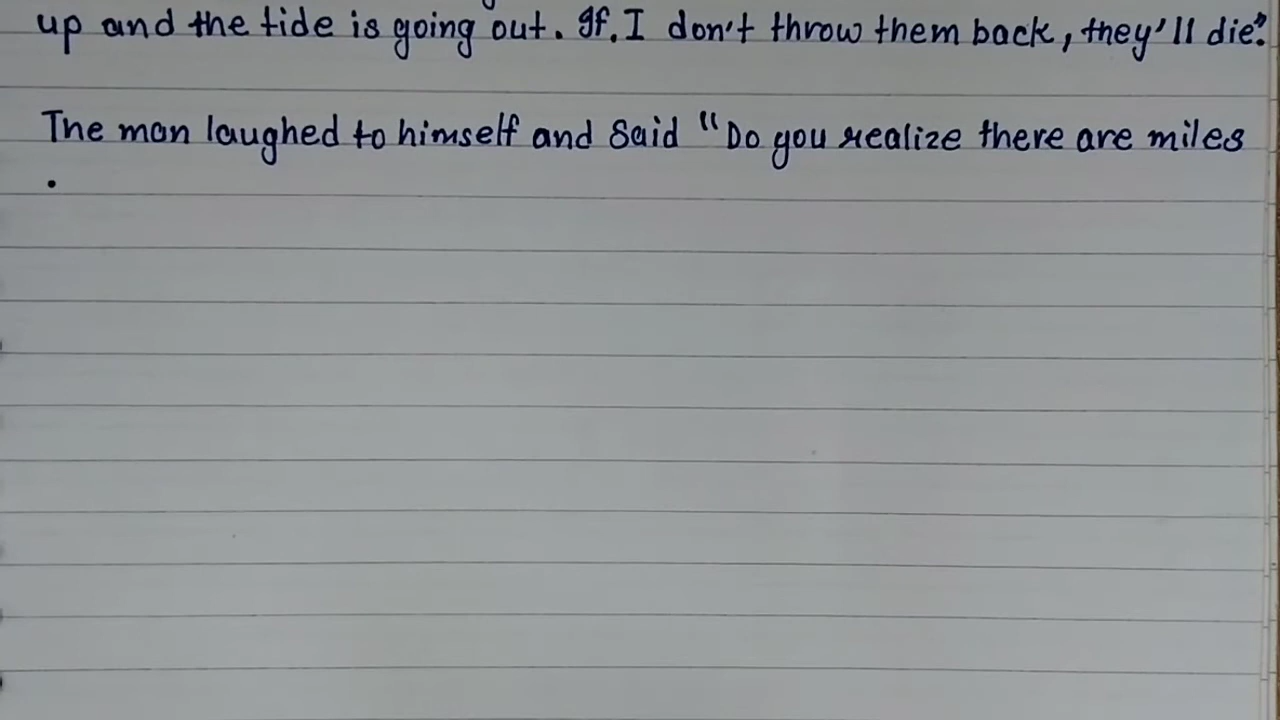 up and the tide is going out. If. I don't throw them back, they'll die."
The man laughed to himself and Said "Do you realize there are miles
.